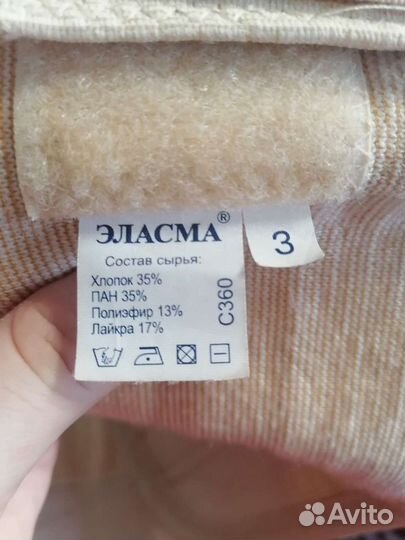 ЭЛАСМА®
3
Состав сырья:
Хлопок 35%
ПАН 35%
Полиэфир 13%
Лайкра 17%
С360
Avito